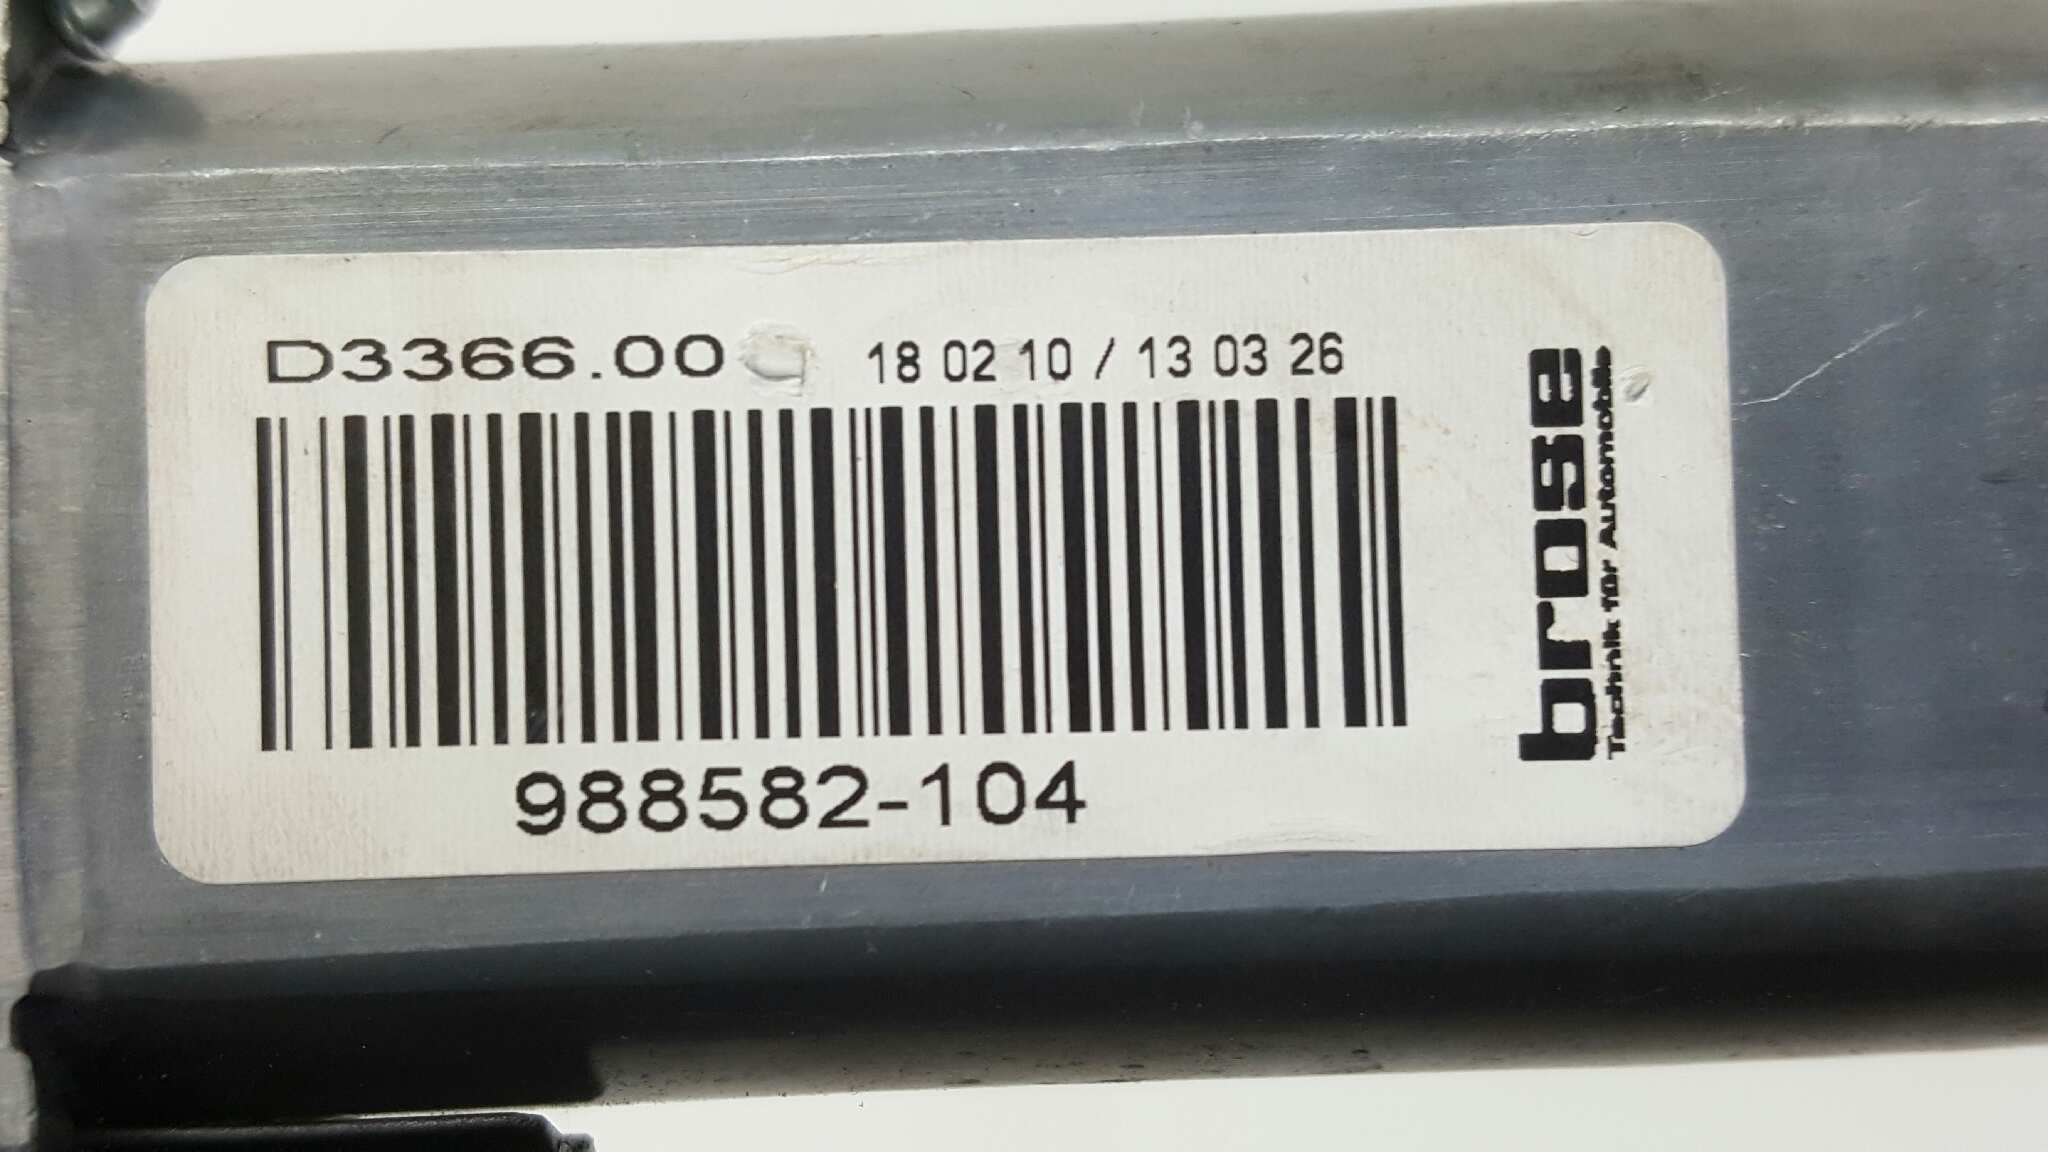 D3366.00 18 02 10 / 13 03 26
988582-104
brose
Technik für Automobile